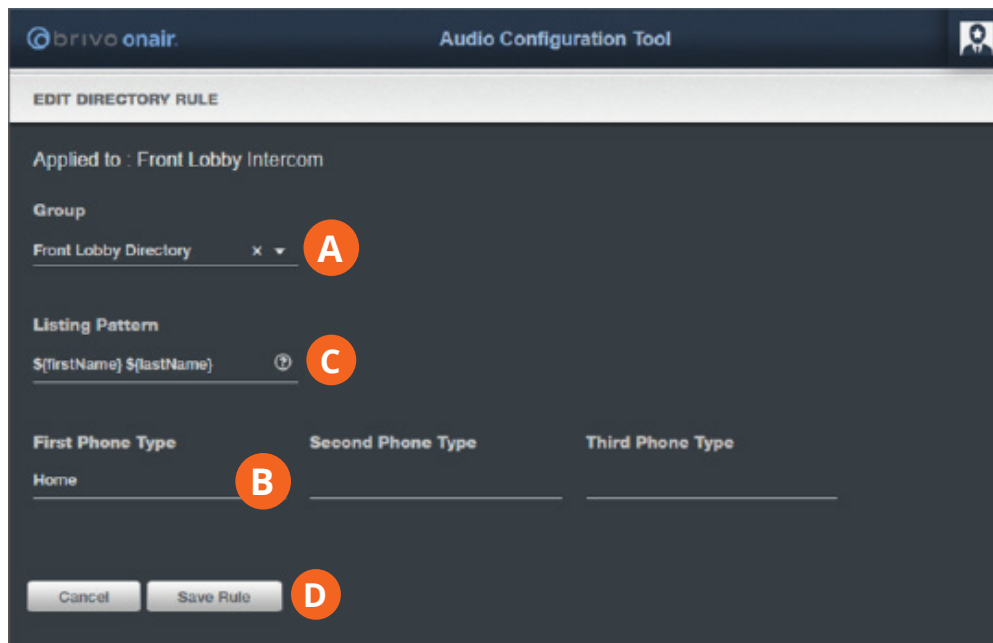 brivo onair.
Audio Configuration Tool
EDIT DIRECTORY RULE
Applied to : Front Lobby Intercom
Group
Front Lobby Directory × A
Listing Pattern
${firstName} ${lastName} ? C
First Phone Type Second Phone Type Third Phone Type
Home B
Cancel Save Rule D